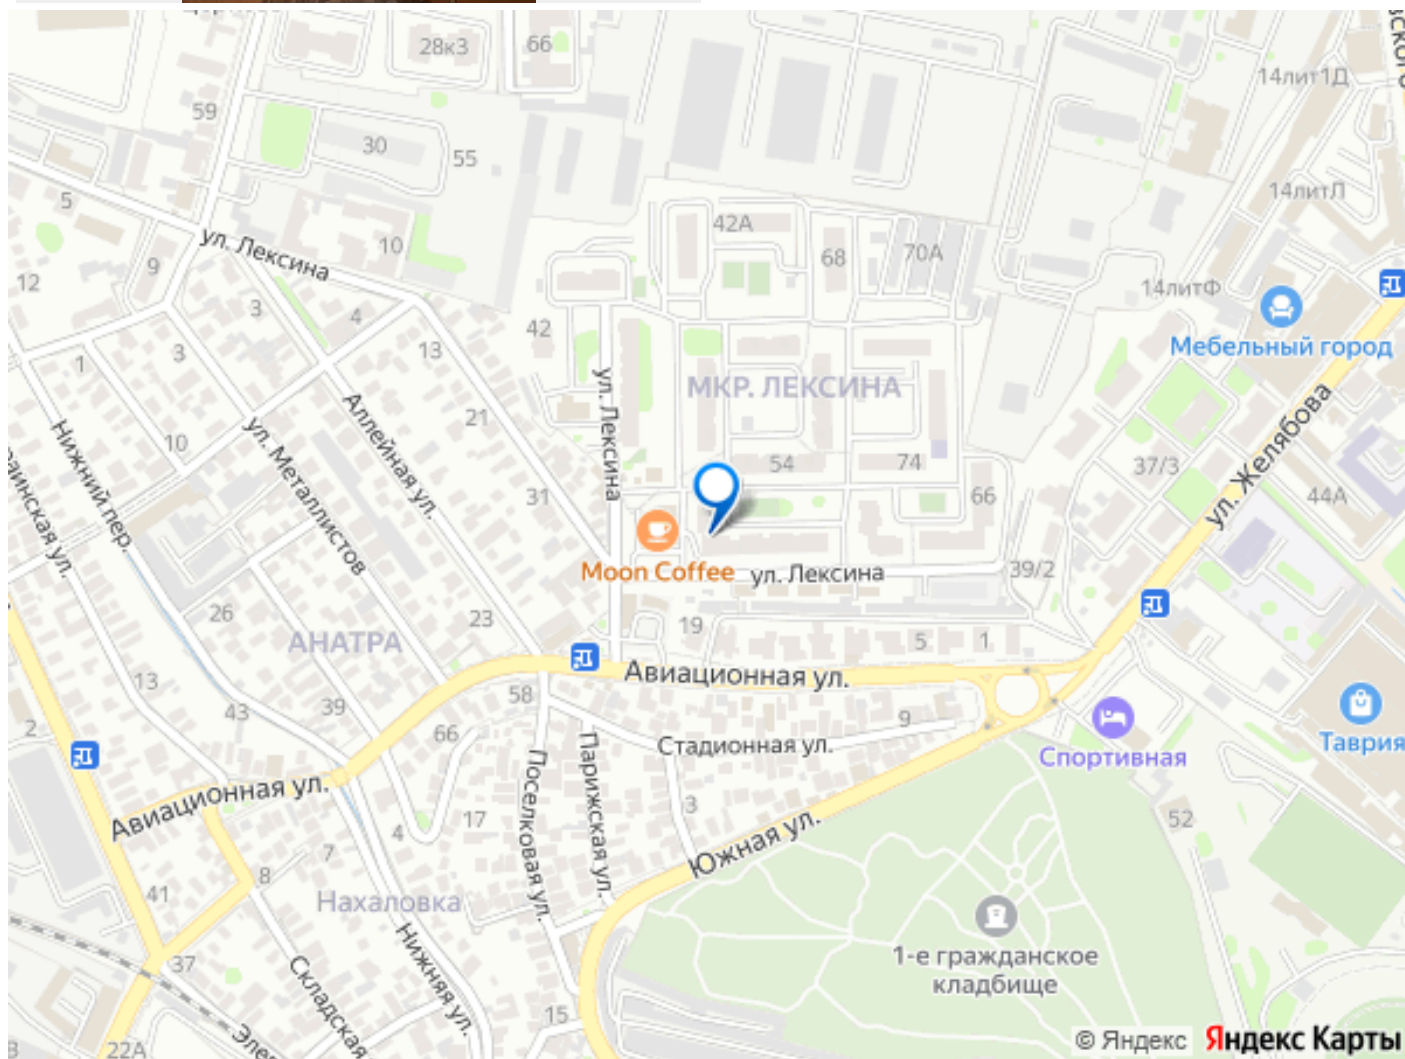 28к3
66
59
14лит1Д
30
55
5
14литЛ
42А
ул. Лексина
10
68
70А
9
12
14литФ
3
4
42
13
Мебельный город
3
1
ул. Лексина
МКР. ЛЕКСИНА
Аллейная ул.
21
ул. Желябова
Нижний пер.
10
ул. Металлистов
54
74
37/3
31
66
44А
Moon Coffee
ул. Лексина
39/2
26
23
19
5
1
АНАТРА
Авиационная ул.
13
43
39
58
2
66
9
Стадионная ул.
Спортивная
Таврия
Поселковая ул.
Парижская ул.
Авиационная ул.
4
17
3
52
7
Южная ул.
8
41
Нахаловка
1-е гражданское
кладбище
Нижняя ул.
37
Складская
15
22А
© Яндекс Яндекс Карты